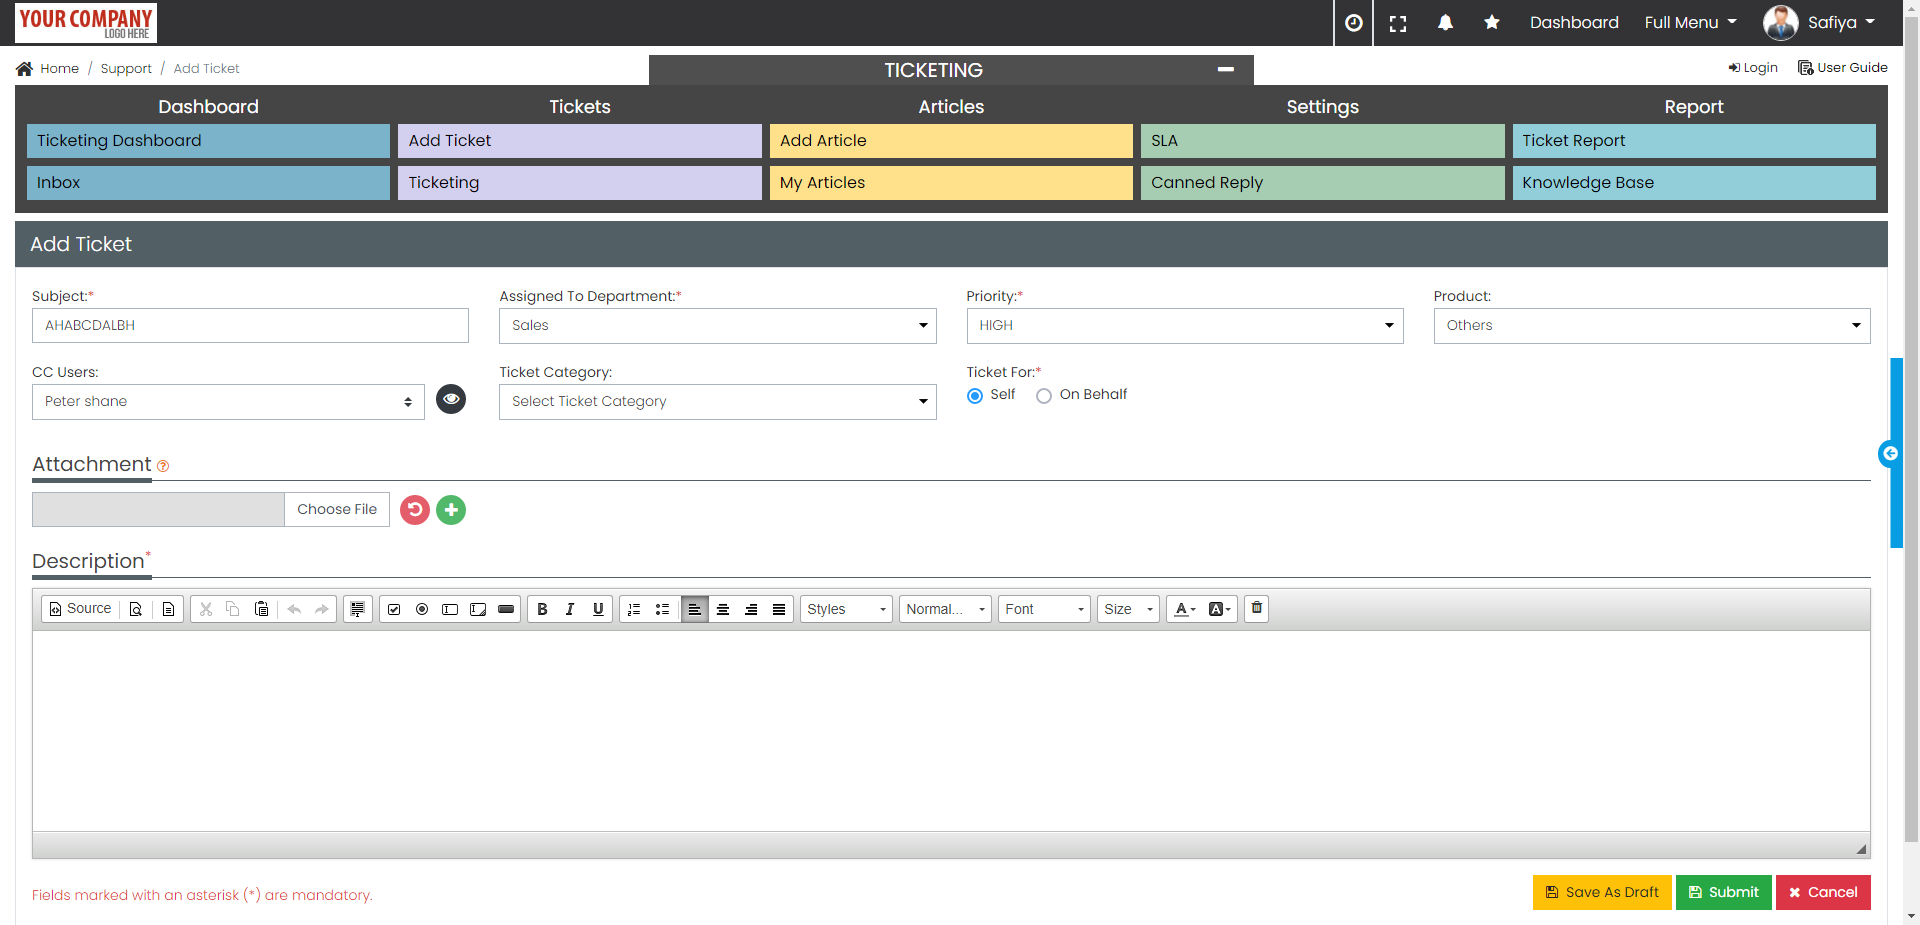 YOUR COMPANY
LOGO HERE
Dashboard Full Menu Safiya
Home / Support / Add Ticket
TICKETING
Login User Guide
Dashboard Tickets Articles Settings Report
Ticketing Dashboard Add Ticket Add Article SLA Ticket Report
Inbox Ticketing My Articles Canned Reply Knowledge Base
Add Ticket
Subject:* Assigned To Department:* Priority:* Product:
AHABCDALBH Sales HIGH Others
CC Users: Ticket Category: Ticket For:*
Peter shane Select Ticket Category Self On Behalf
Attachment
Choose File
Description*
Source B I U Styles Normal... Font Size A A
Fields marked with an asterisk (*) are mandatory.
Save As Draft Submit Cancel